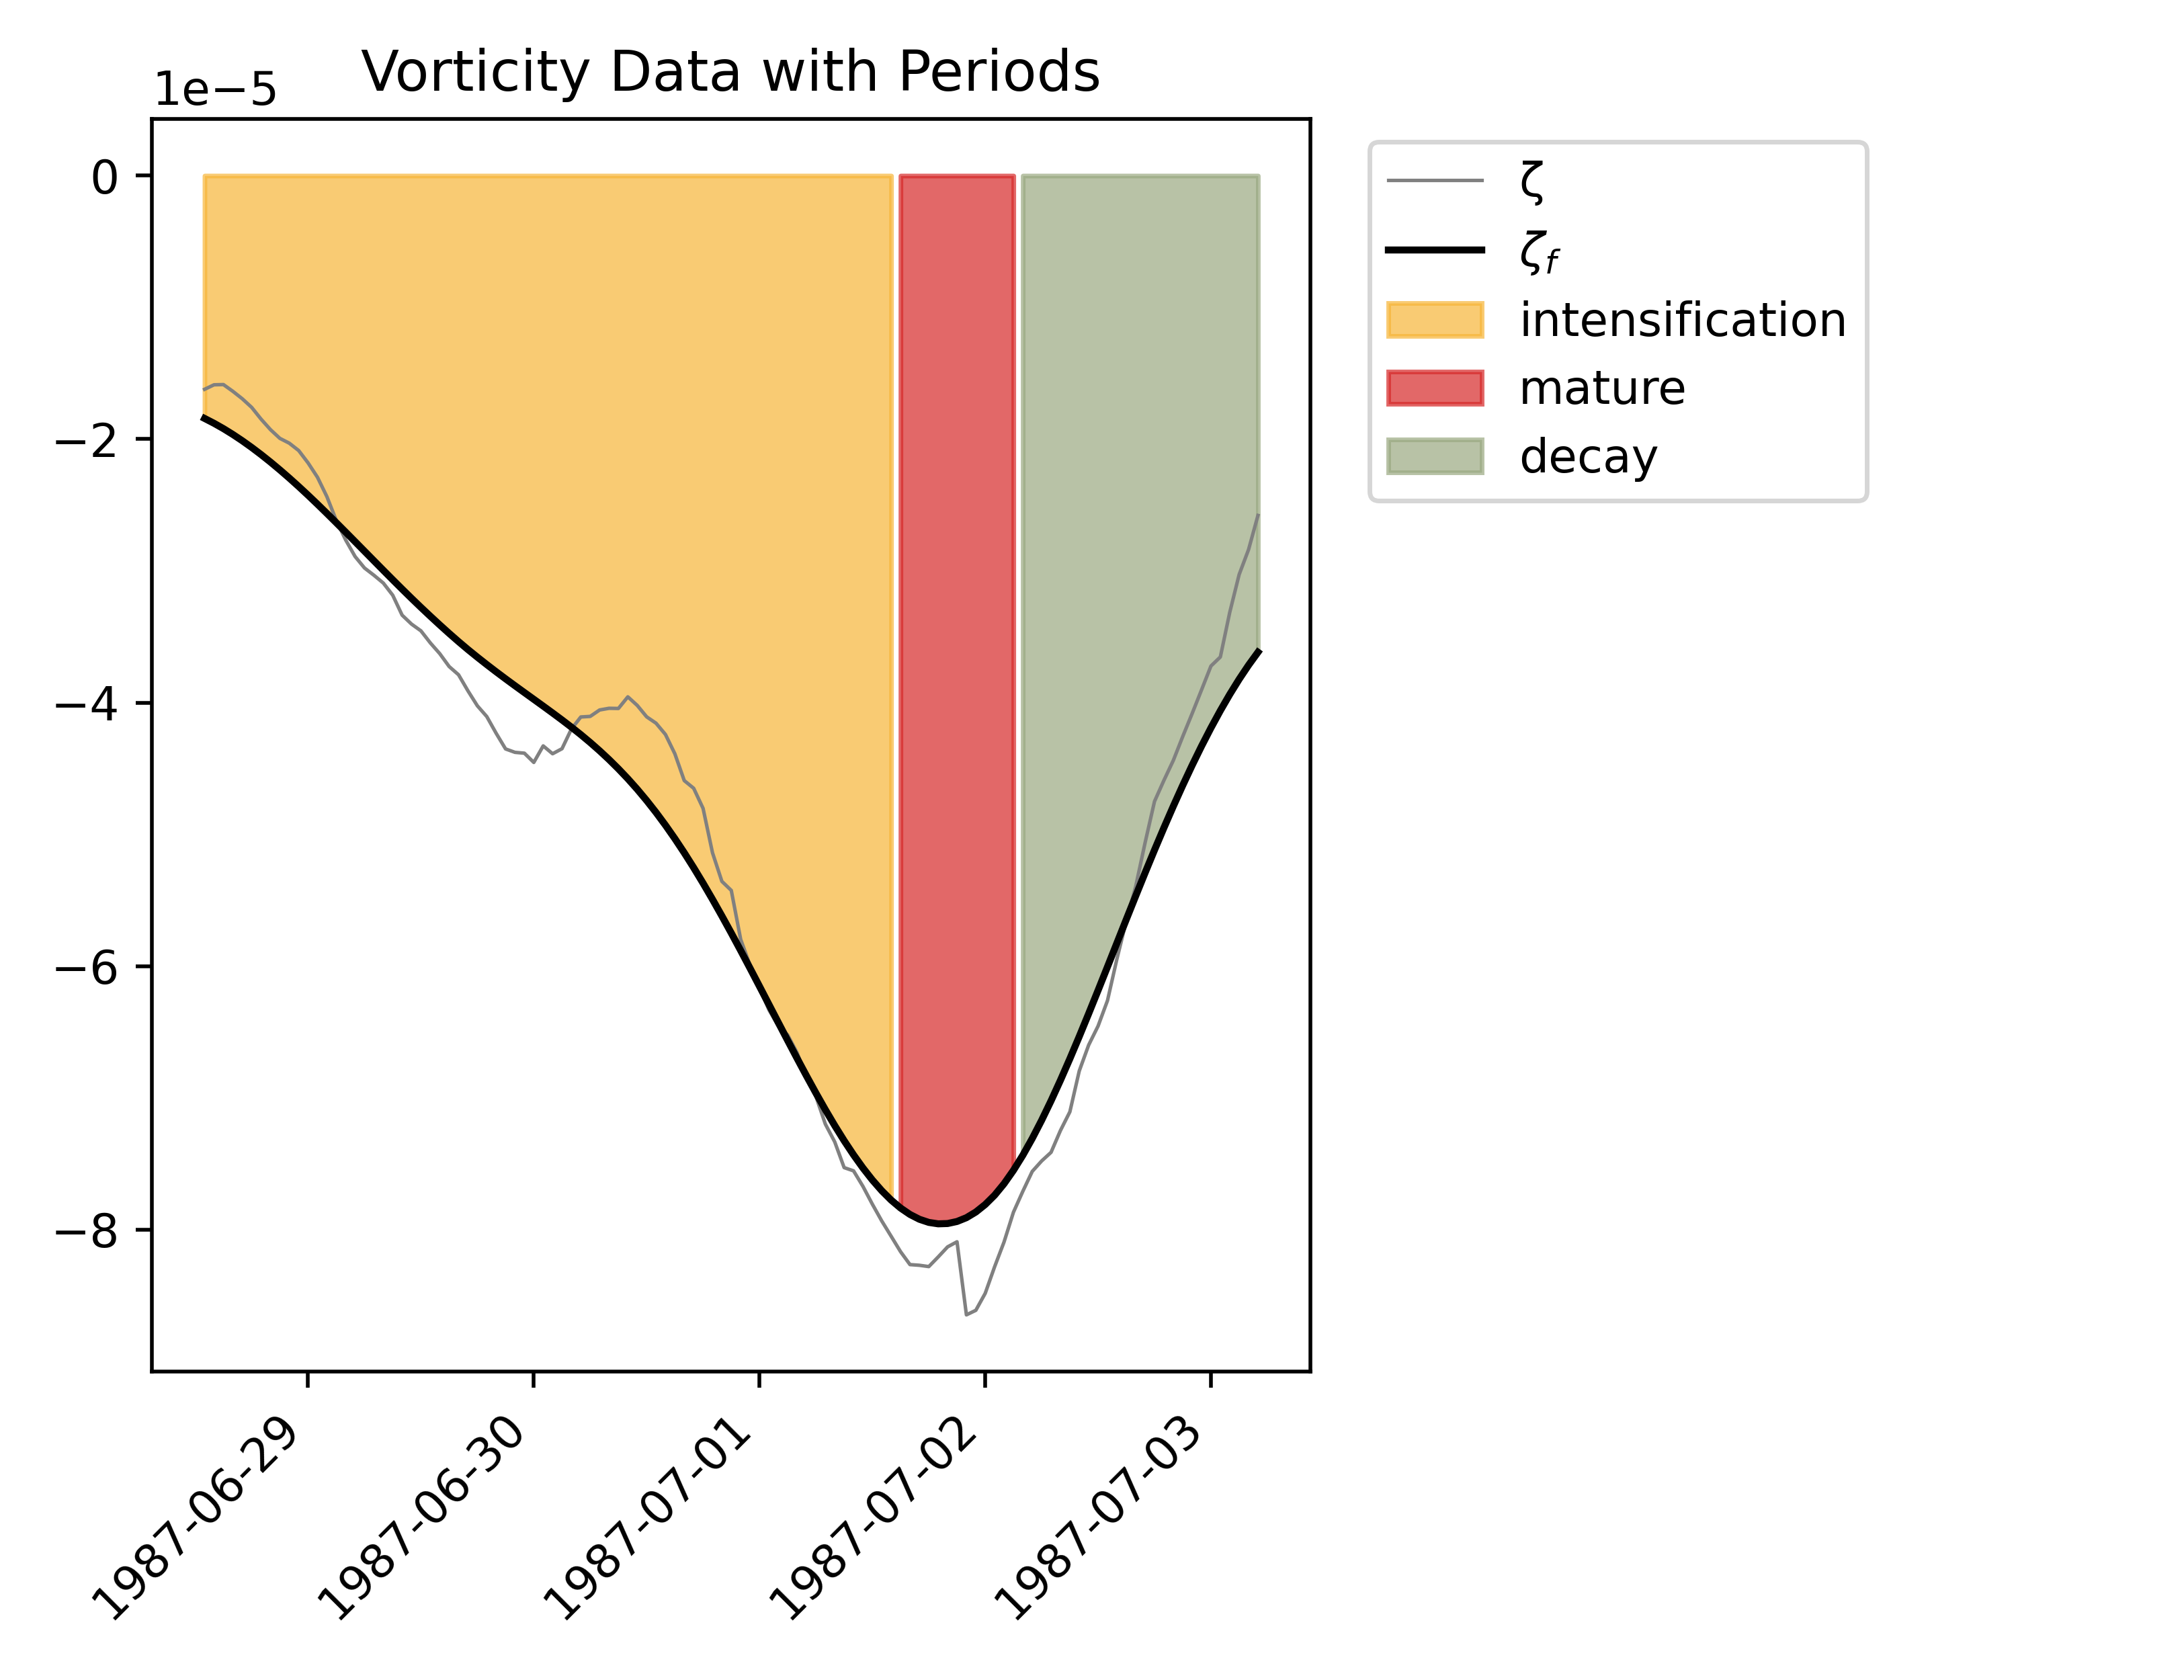 Vorticity Data with Periods
1e−5
0
−2
−4
−6
−8
1987-06-29
1987-06-30
1987-07-01
1987-07-02
1987-07-03
ζ
ζf
intensification
mature
decay